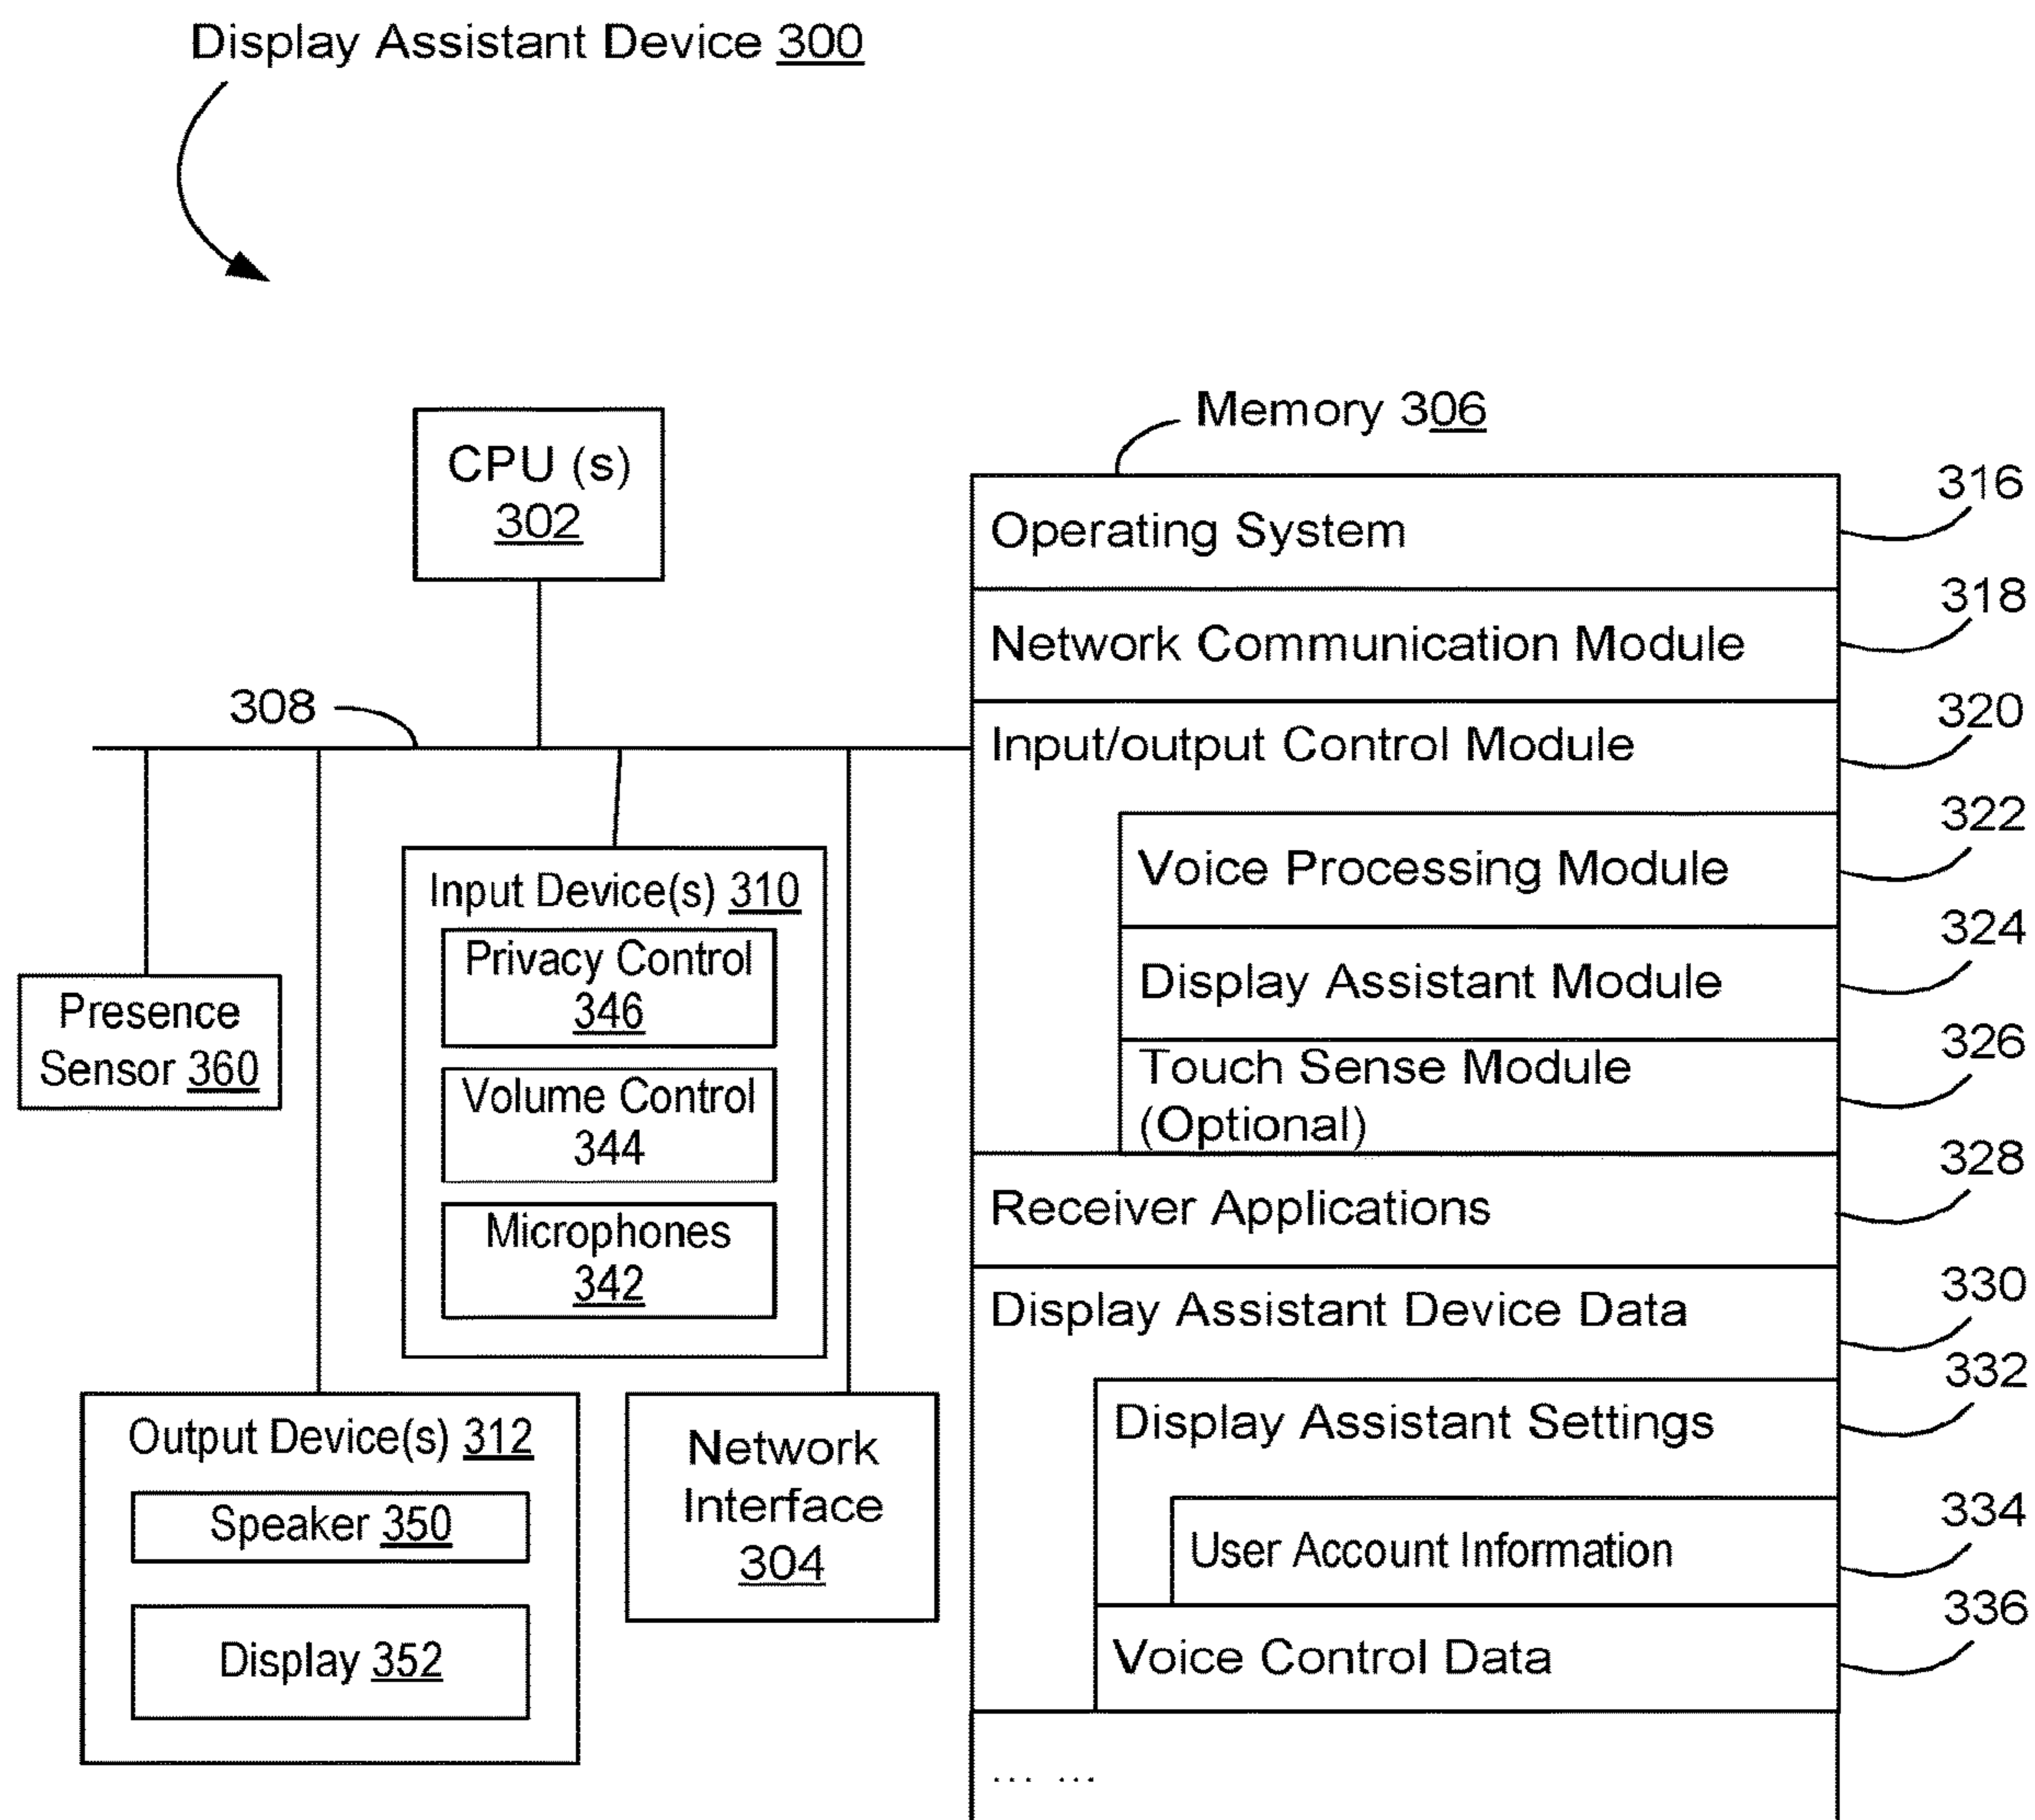 Display Assistant Device 300
CPU (s)
302
308
Presence
Sensor 360
Input Device(s) 310
Privacy Control
346
Volume Control
344
Microphones
342
Output Device(s) 312
Speaker 350
Display 352
Network
Interface
304
Memory 306
Operating System
316
Network Communication Module
318
Input/output Control Module
320
Voice Processing Module
322
Display Assistant Module
324
Touch Sense Module
(Optional)
326
Receiver Applications
328
Display Assistant Device Data
330
Display Assistant Settings
332
User Account Information
334
Voice Control Data
336
... ...